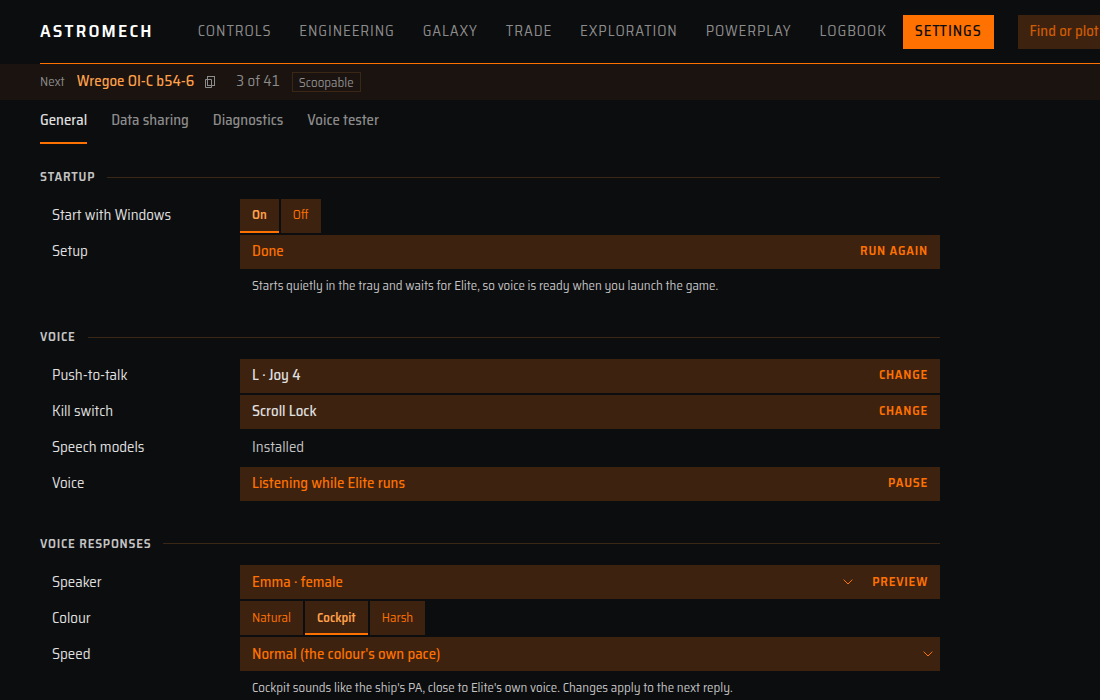 ASTROMECH CONTROLS ENGINEERING GALAXY TRADE EXPLORATION POWERPLAY LOGBOOK SETTINGS Find or plot
Next Wregoe OI-C b54-6 3 of 41 Scoopable
General Data sharing Diagnostics Voice tester
STARTUP
Start with Windows On Off
Setup Done RUN AGAIN
Starts quietly in the tray and waits for Elite, so voice is ready when you launch the game.
VOICE
Push-to-talk L · Joy 4 CHANGE
Kill switch Scroll Lock CHANGE
Speech models Installed
Voice Listening while Elite runs PAUSE
VOICE RESPONSES
Speaker Emma · female PREVIEW
Colour Natural Cockpit Harsh
Speed Normal (the colour's own pace)
Cockpit sounds like the ship's PA, close to Elite's own voice. Changes apply to the next reply.